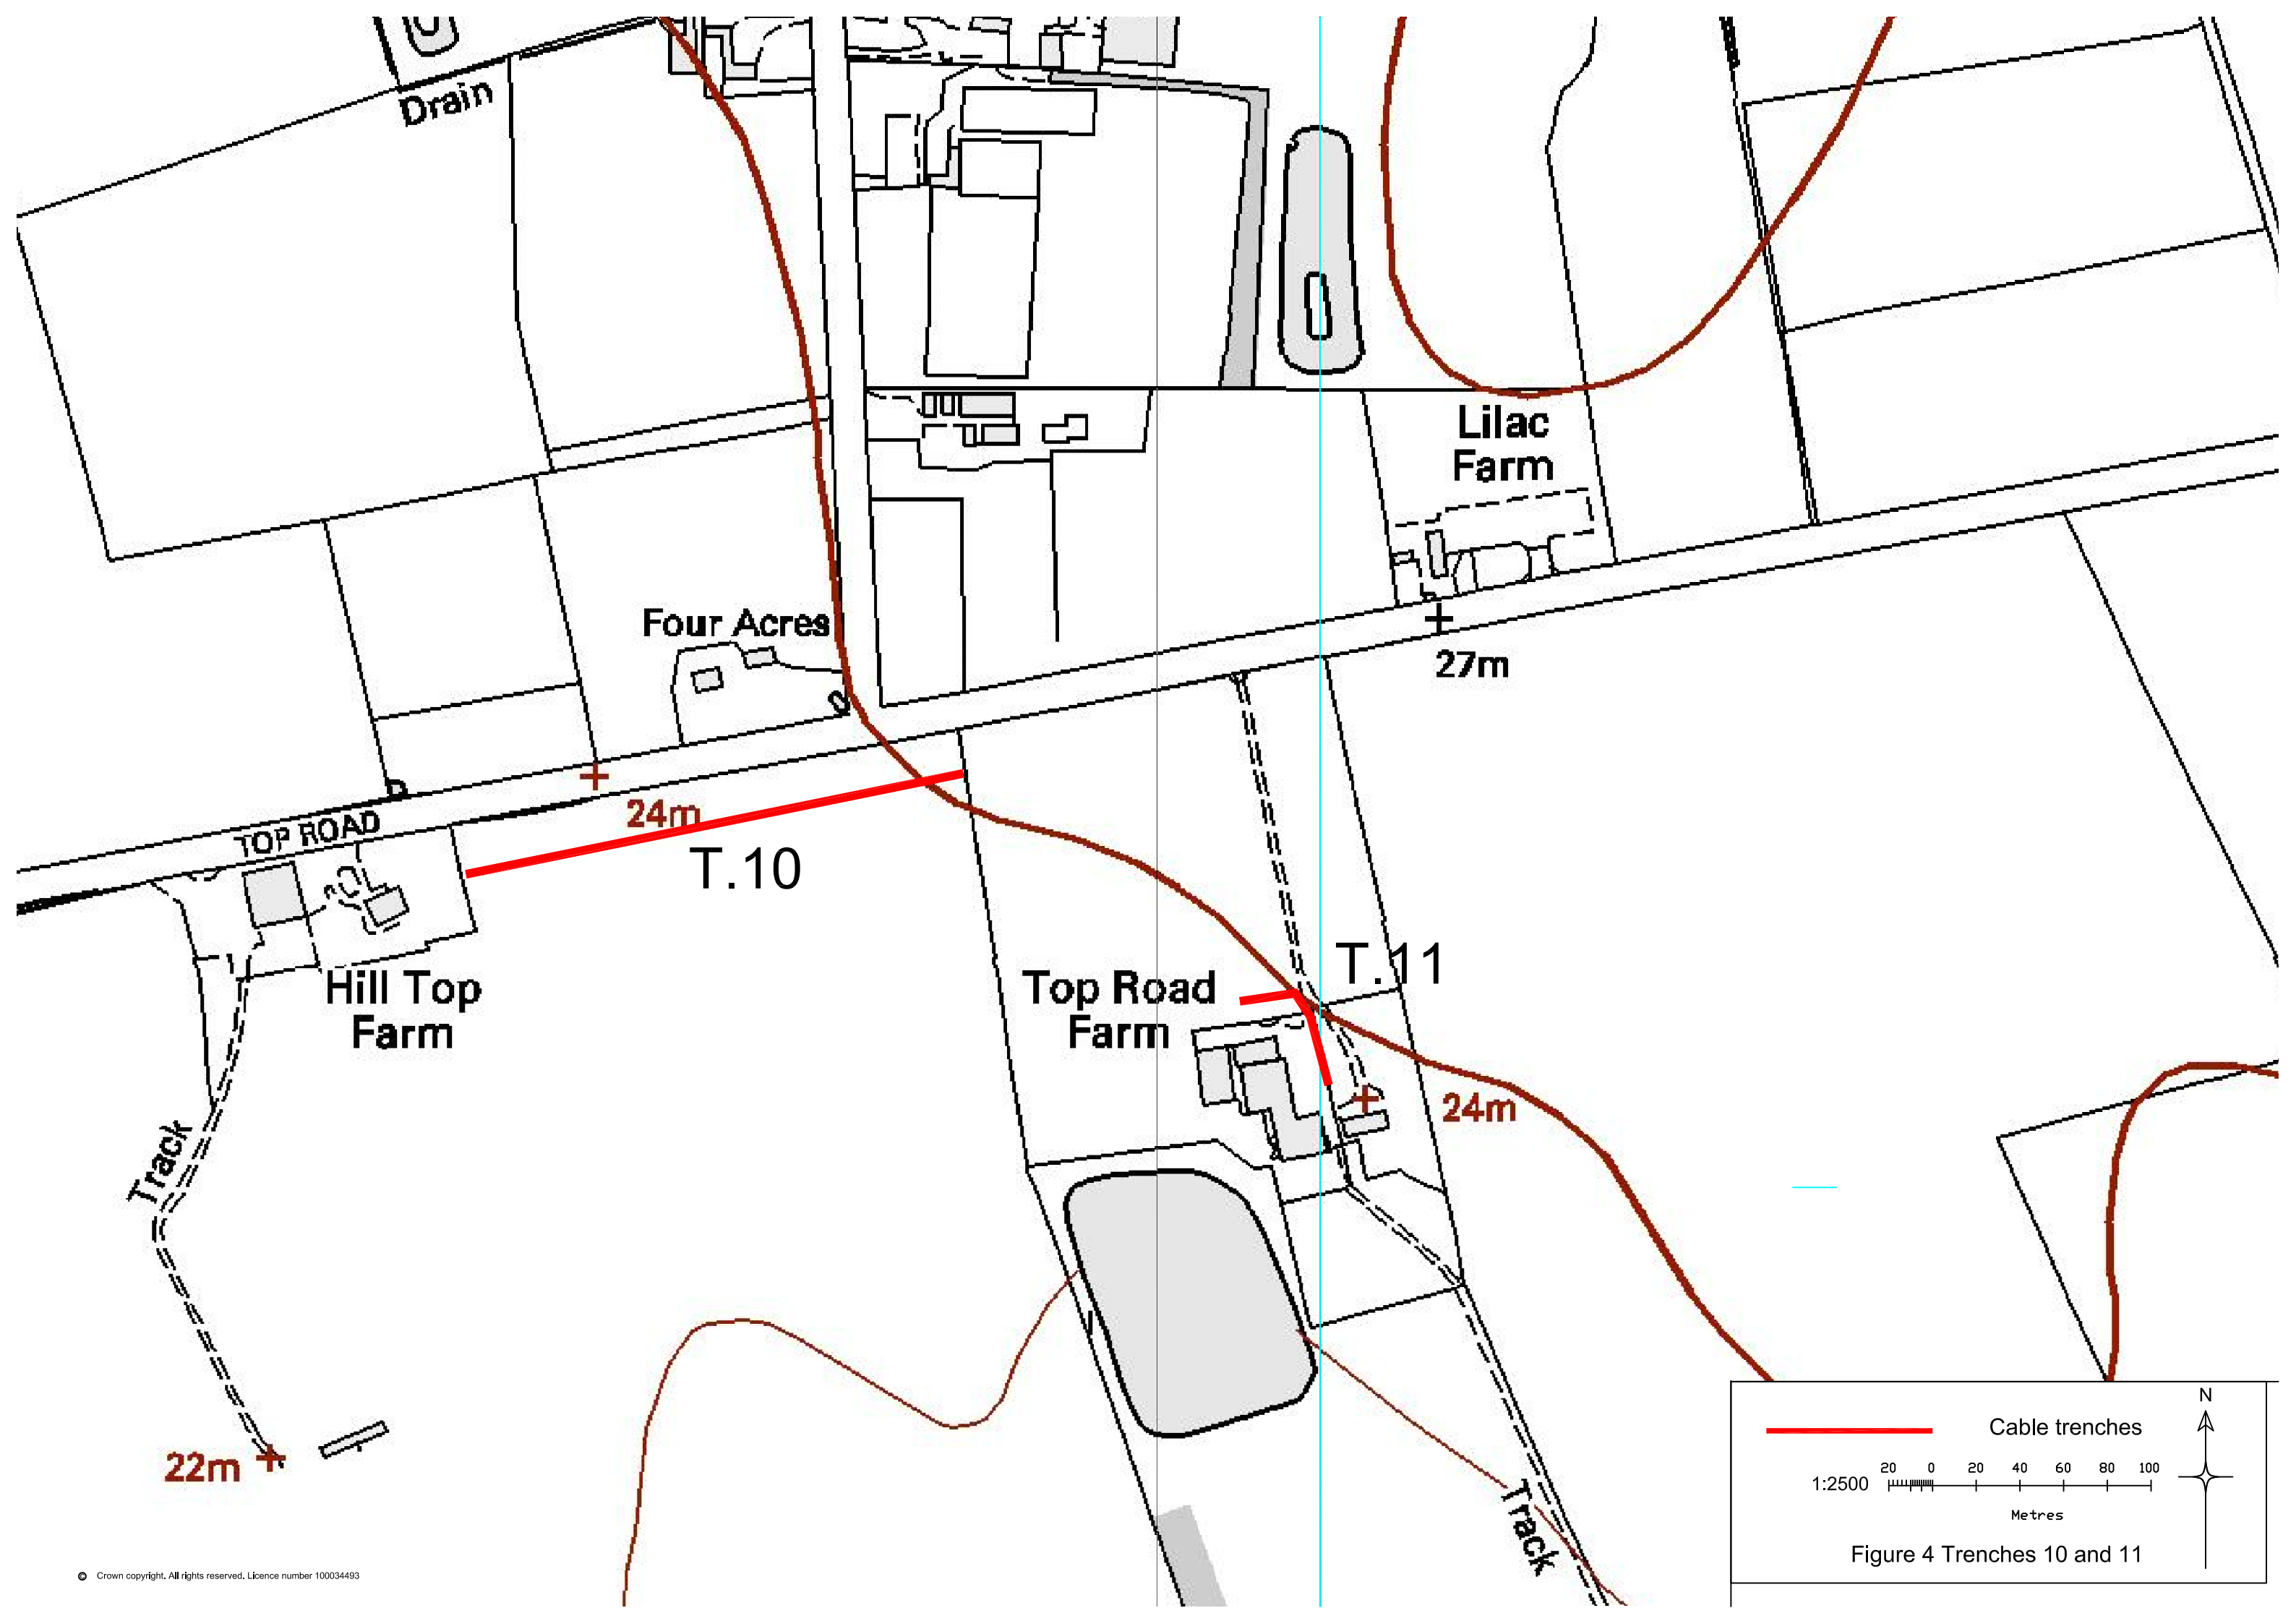 Drain
Lilac
Farm
Four Acres
27m
24m
TOP ROAD
T.10
T.11
Hill Top
Farm
Top Road
Farm
24m
Track
22m
Track
Cable trenches
N
1:2500
20 0 20 40 60 80 100
Metres
Figure 4 Trenches 10 and 11
© Crown copyright. All rights reserved. Licence number 100034493